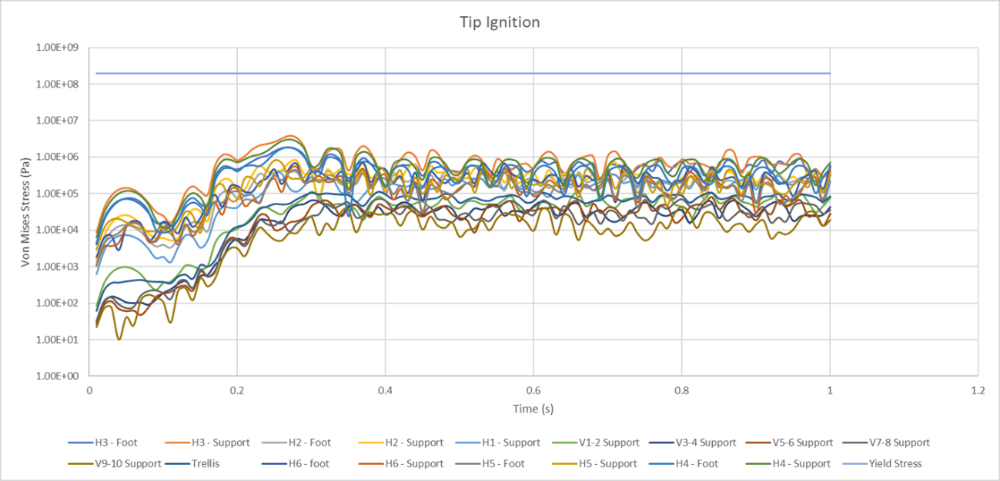 Tip Ignition
1.00E+09
1.00E+08
1.00E+07
1.00E+06
1.00E+05
1.00E+04
1.00E+03
1.00E+02
1.00E+01
1.00E+00
Von Mises Stress (Pa)
0 0.2 0.4 0.6 0.8 1 1.2
Time (s)
H3 - Foot H3 - Support H2 - Foot H2 - Support H1 - Support V1-2 Support V3-4 Support V5-6 Support V7-8 Support
V9-10 Support Trellis H6 - foot H6 - Support H5 - Foot H5 - Support H4 - Foot H4 - Support Yield Stress